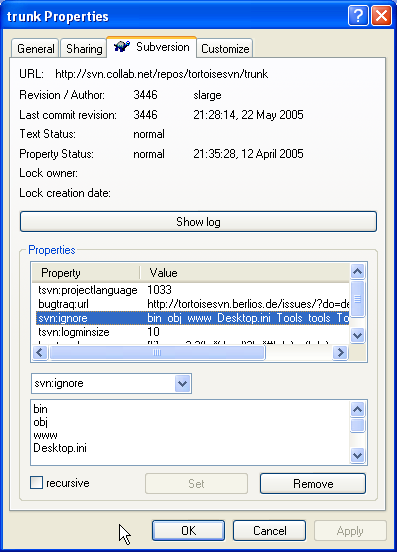 trunk Properties
General Sharing Subversion Customize
URL: http://svn.collab.net/repos/tortoisesvn/trunk
Revision / Author: 3446 slarge
Last commit revision: 3446 21:28:14, 22 May 2005
Text Status: normal
Property Status: normal 21:35:28, 12 April 2005
Lock owner:
Lock creation date:
Show log
Properties
Property Value
tsvn:projectlanguage 1033
bugtraq:url http://tortoisesvn.berlios.de/issues/?do=de
svn:ignore bin obj www Desktop.ini Tools tools To
tsvn:logminsize 10
svn:ignore
bin
obj
www
Desktop.ini
recursive Set Remove
OK Cancel Apply